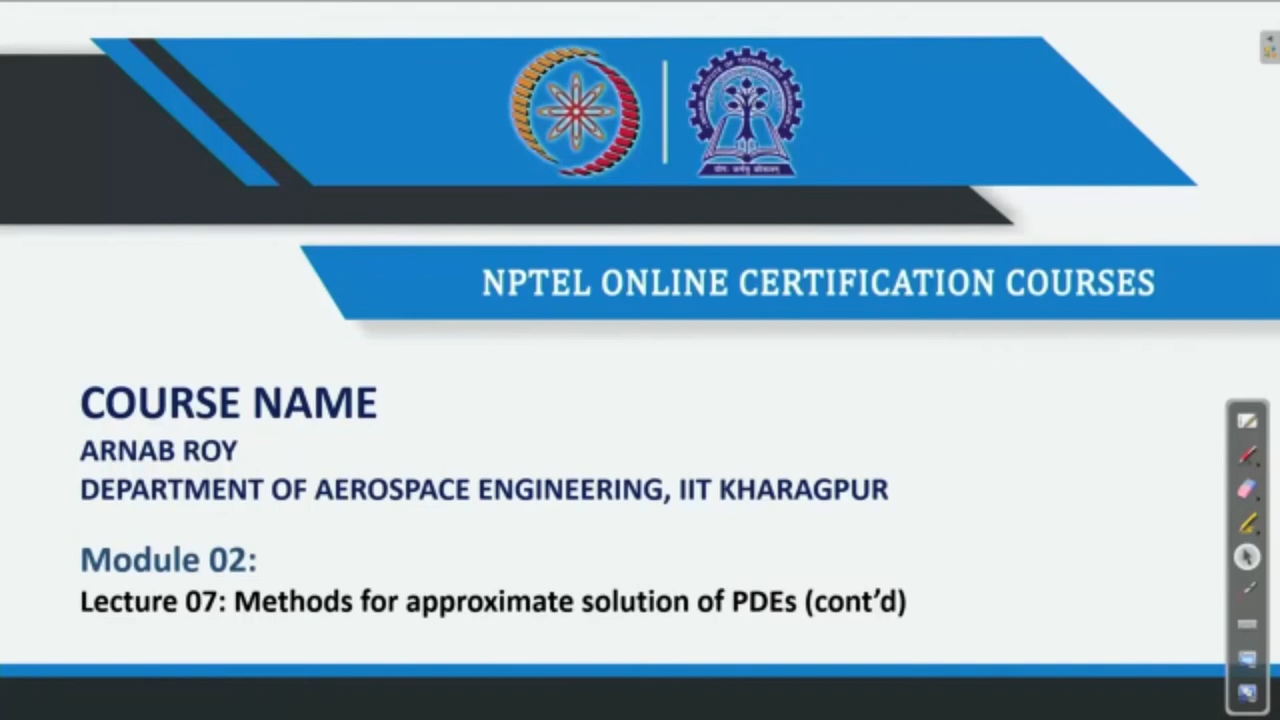 NPTEL ONLINE CERTIFICATION COURSES
COURSE NAME
ARNAB ROY
DEPARTMENT OF AEROSPACE ENGINEERING, IIT KHARAGPUR
Module 02:
Lecture 07: Methods for approximate solution of PDEs (cont’d)